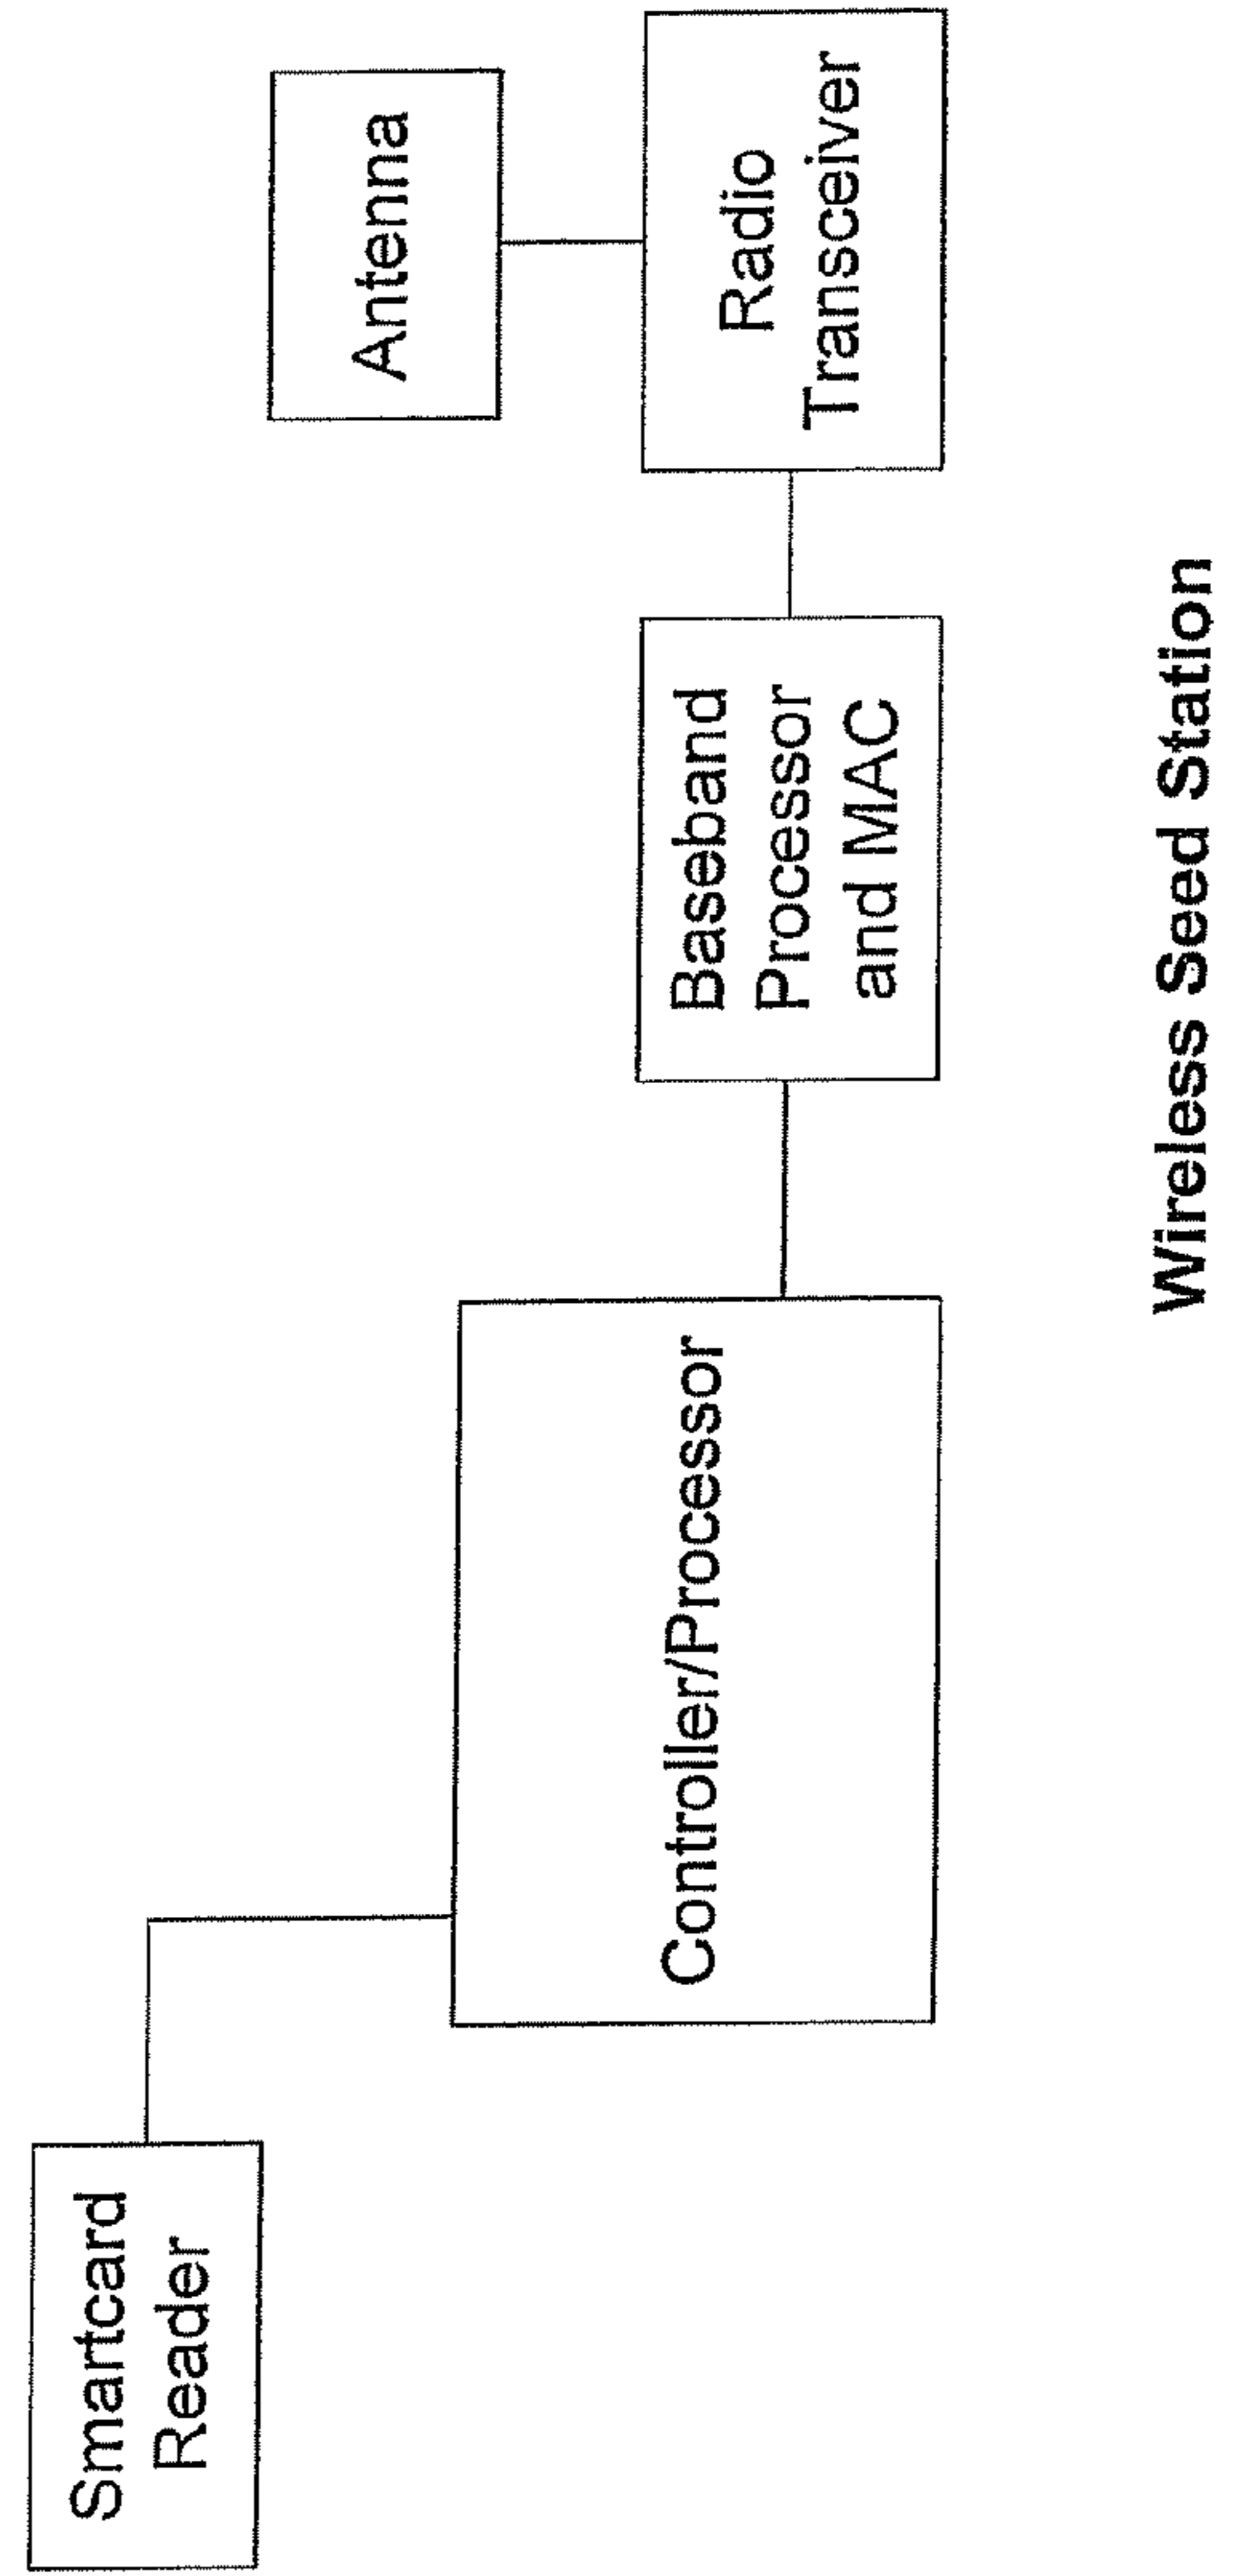 Smartcard
Reader
Controller/Processor
Baseband
Processor
and MAC
Antenna
Radio
Transceiver
Wireless Seed Station